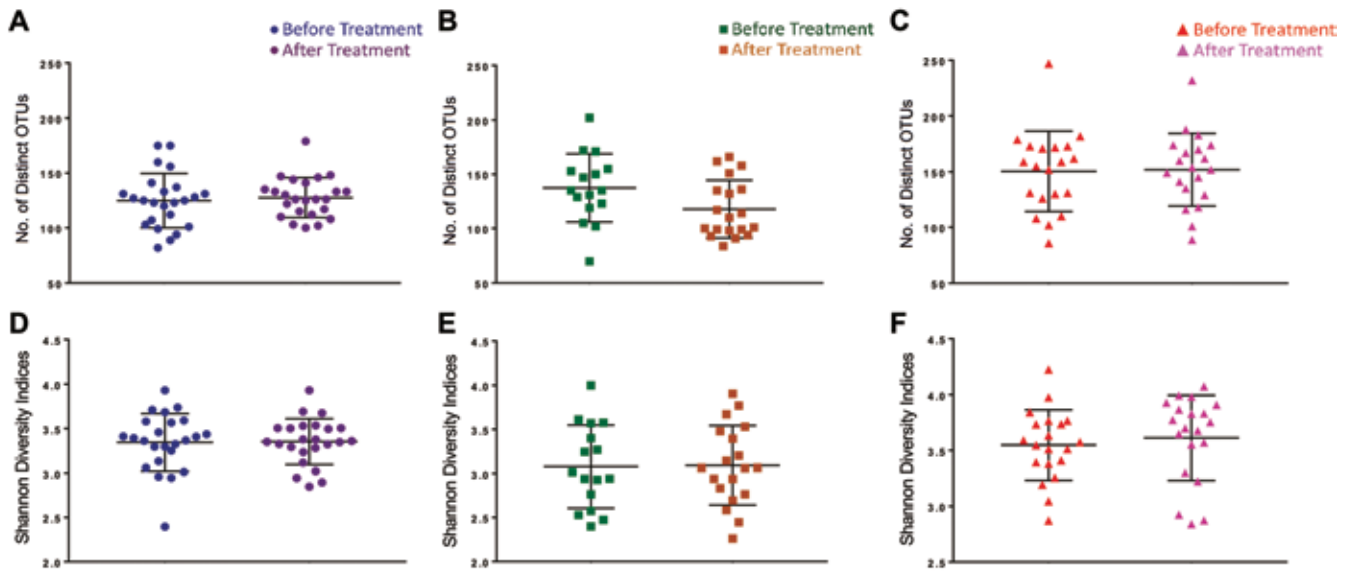 A
Before Treatment
After Treatment
No. of Distinct OTUs
250
200
150
100
50
B
Before Treatment
After Treatment
No. of Distinct OTUs
250
200
150
100
50
C
Before Treatment
After Treatment
No. of Distinct OTUs
250
200
150
100
50
D
Shannon Diversity Indices
4.5
4.0
3.5
3.0
2.5
2.0
E
Shannon Diversity Indices
4.5
4.0
3.5
3.0
2.5
2.0
F
Shannon Diversity Indices
4.5
4.0
3.5
3.0
2.5